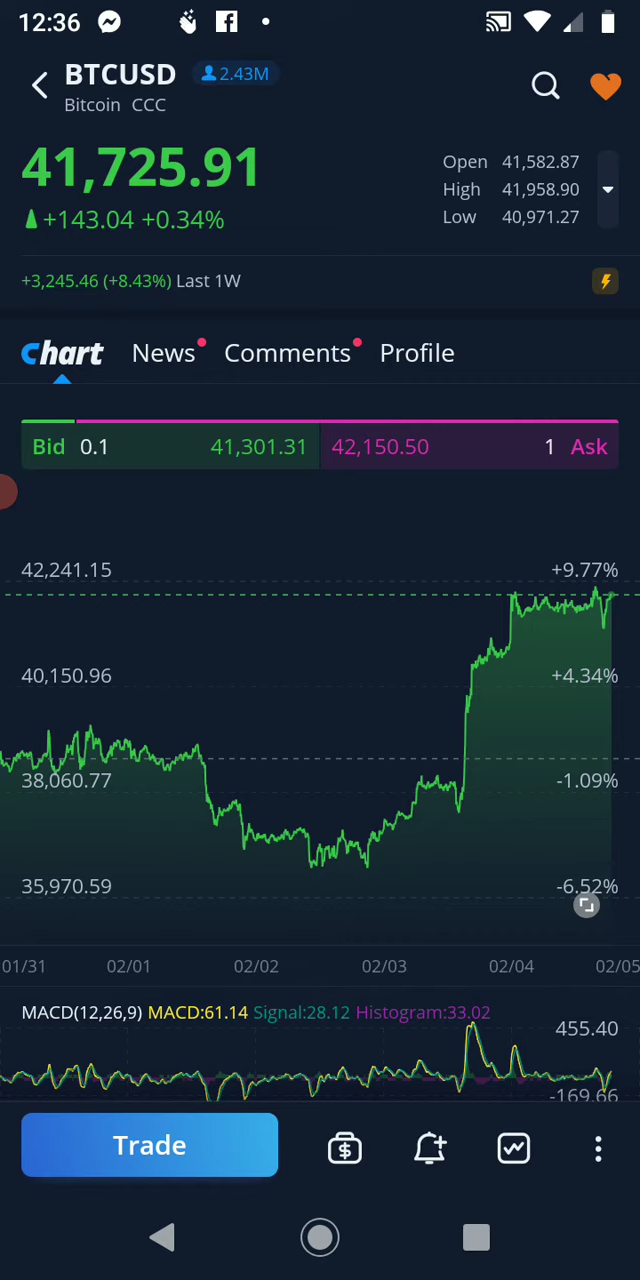 12:36
BTCUSD 2.43M
Bitcoin CCC
41,725.91
+143.04 +0.34%
Open 41,582.87
High 41,958.90
Low 40,971.27
+3,245.46 (+8.43%) Last 1W
Chart News Comments Profile
Bid 0.1 41,301.31 42,150.50 1 Ask
42,241.15 +9.77%
40,150.96 +4.34%
38,060.77 -1.09%
35,970.59 -6.52%
01/31 02/01 02/02 02/03 02/04 02/05
MACD(12,26,9) MACD:61.14 Signal:28.12 Histogram:33.02
455.40
-169.66
Trade